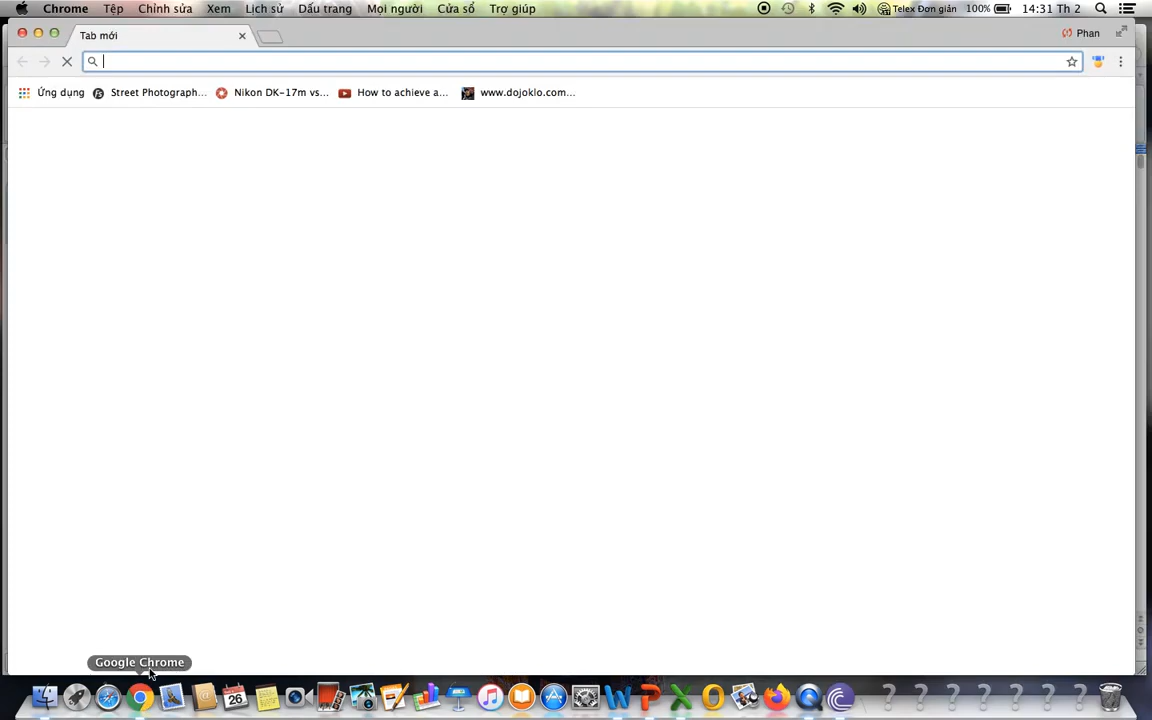 Chrome Tệp Chỉnh sửa Xem Lịch sử Dấu trang Mọi người Cửa sổ Trợ giúp Telex Đơn giản 100% 14:31 Th 2
Tab mới Phan
Ứng dụng Street Photograph... Nikon DK-17m vs... How to achieve a... www.dojoklo.com...
Google Chrome
26